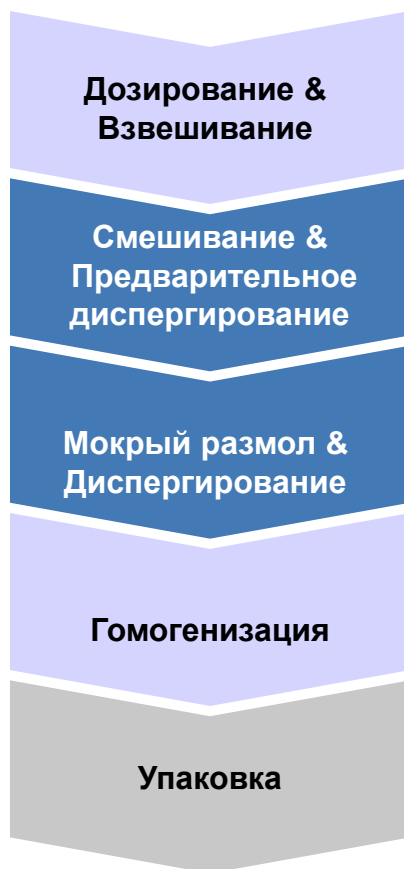 Дозирование &
Взвешивание
Смешивание &
Предварительное
диспергирование
Мокрый размол &
Диспергирование
Гомогенизация
Упаковка